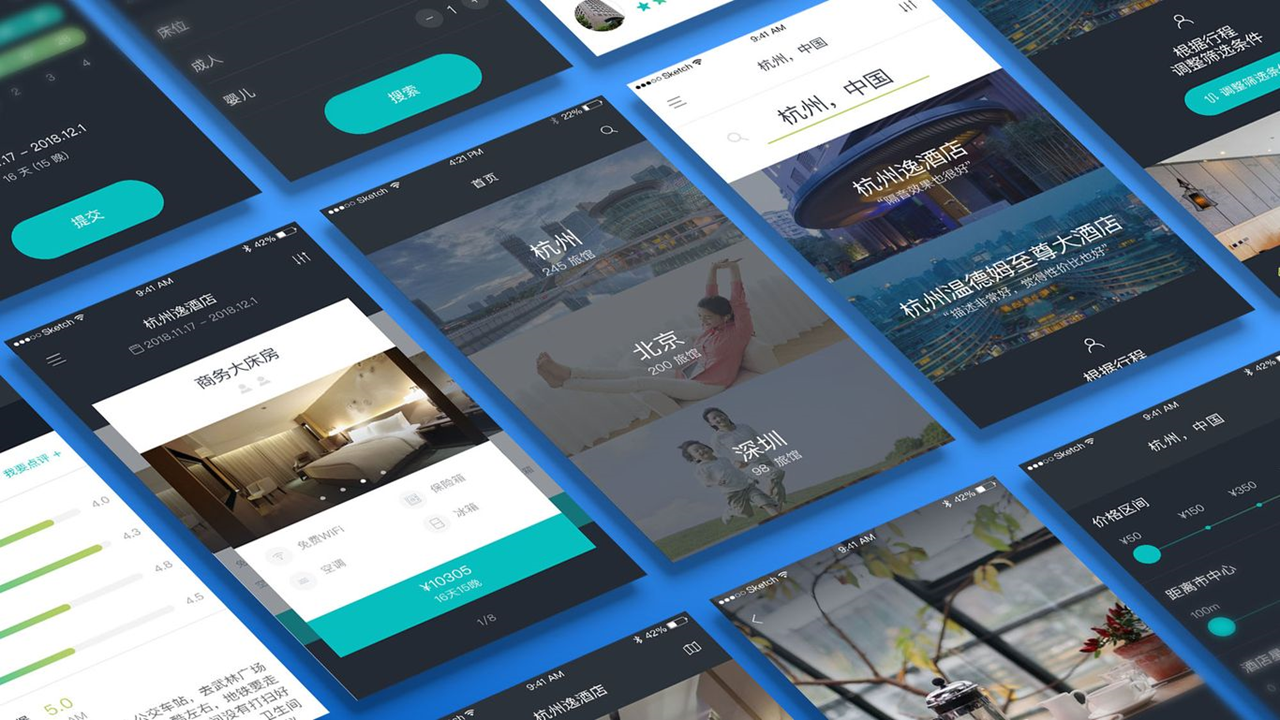 床位
1
成人
婴儿
搜索
2
3
4
.17 – 2018.12.1
16 天 (15 晚)
提交
Sketch
9:41 AM
42%
杭州逸酒店
2018.11.17 – 2018.12.1
商务大床房
免费WiFi
保险箱
空调
冰箱
¥10305
16天15晚
1/8
Sketch
4:21 PM
22%
首页
杭州
245 旅馆
北京
200 旅馆
深圳
98 旅馆
Sketch
9:41 AM
杭州，中国
杭州，中国
杭州逸酒店
“隔音效果也很好”
杭州温德姆至尊大酒店
“描述非常好，觉得性价比也好”
根据行程
根据行程
调整筛选条件
调整筛选条
我要点评 +
4.0
4.3
4.8
4.5
5.0
AM
公交车站，去武林广场
左右，地铁要走
间没有打扫好
卫生间
9:41 AM
42%
杭州逸酒店
Sketch
9:41 AM
42%
Sketch
9:41 AM
42%
杭州，中国
价格区间
¥50
¥150
¥350
距离市中心
100m
酒店星